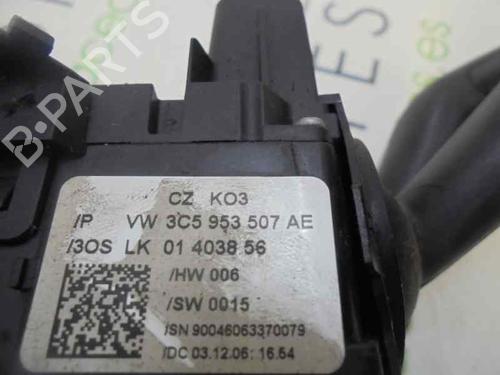 B-PARTS
CZ KO3
/P VW 3C5 953 507 AE
/3OS LK 01 4038 56
/HW 006
/SW 0015
/SN 90046063370079
/DC 03.12.06 16.54